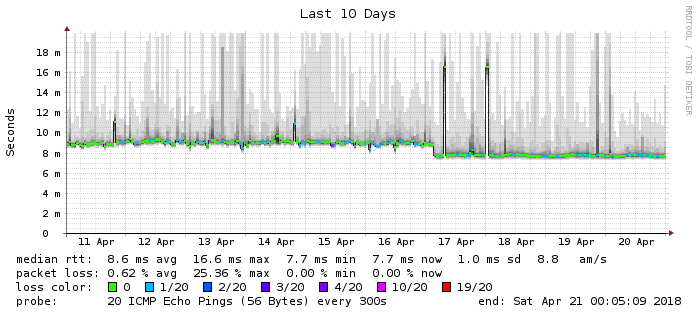 Last 10 Days
RRDTOOL / TOBI OETIKER
Seconds
18 m
16 m
14 m
12 m
10 m
8 m
6 m
4 m
2 m
0
11 Apr 12 Apr 13 Apr 14 Apr 15 Apr 16 Apr 17 Apr 18 Apr 19 Apr 20 Apr
median rtt: 8.6 ms avg 16.6 ms max 7.7 ms min 7.7 ms now 1.0 ms sd 8.8 am/s
packet loss: 0.62 % avg 25.36 % max 0.00 % min 0.00 % now
loss color: 0 1/20 2/20 3/20 4/20 10/20 19/20
probe: 20 ICMP Echo Pings (56 Bytes) every 300s end: Sat Apr 21 00:05:09 2018